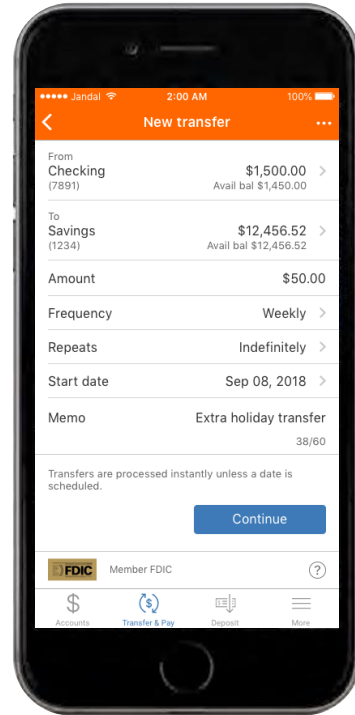 Jandal 2:00 AM 100%
New transfer
From
Checking $1,500.00
(7891) Avail bal $1,450.00
To
Savings $12,456.52
(1234) Avail bal $12,456.52
Amount $50.00
Frequency Weekly
Repeats Indefinitely
Start date Sep 08, 2018
Memo Extra holiday transfer
38/60
Transfers are processed instantly unless a date is
scheduled.
Continue
FDIC Member FDIC ?
Accounts Transfer & Pay Deposit More